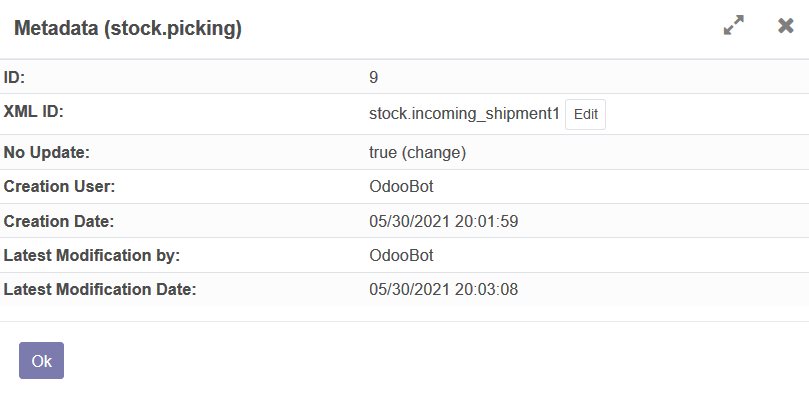 Metadata (stock.picking)
ID: 9
XML ID: stock.incoming_shipment1 Edit
No Update: true (change)
Creation User: OdooBot
Creation Date: 05/30/2021 20:01:59
Latest Modification by: OdooBot
Latest Modification Date: 05/30/2021 20:03:08
Ok